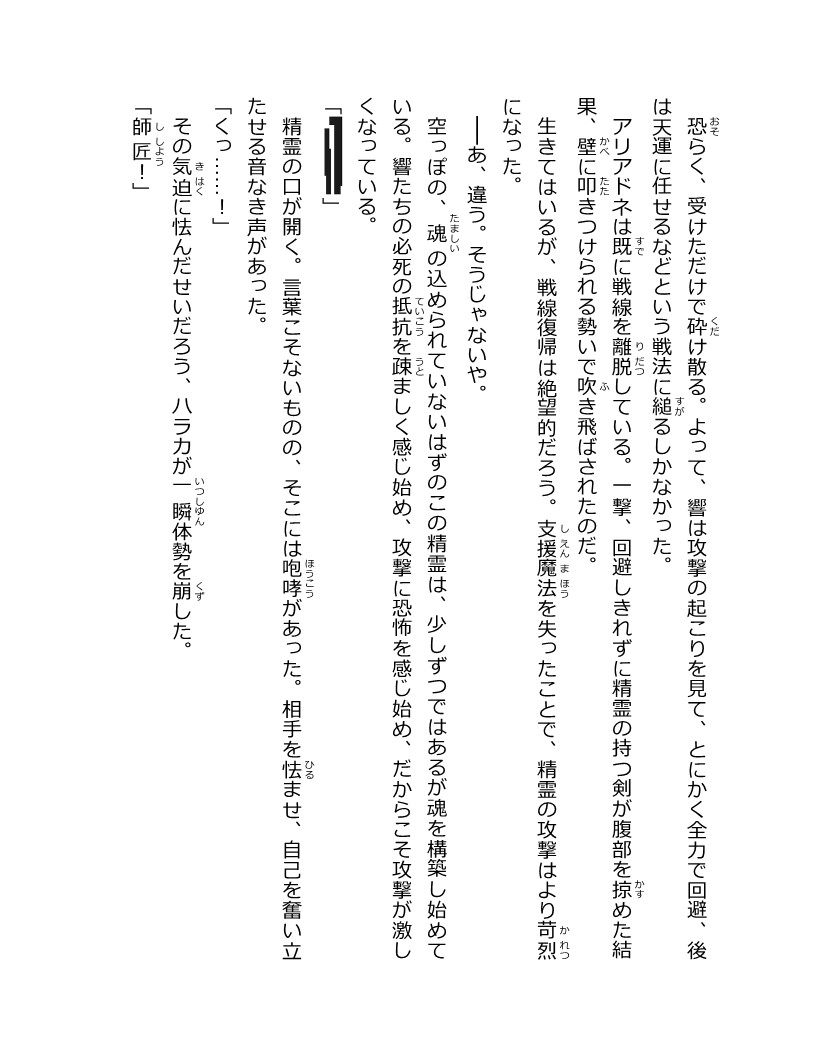 恐らく、受けただけで砕け散る。よって、響は攻撃の起こりを見て、とにかく全力で回避、後
は天運に任せるなどという戦法に縋るしかなかった。
アリアドネは既に戦線を離脱している。一撃、回避しきれずに精霊の持つ剣が腹部を掠めた結
果、壁に叩きつけられる勢いで吹き飛ばされたのだ。
生きてはいるが、戦線復帰は絶望的だろう。支援魔法を失ったことで、精霊の攻撃はより苛烈
になった。
――あ、違う。そうじゃないや。
空っぽの、魂の込められていないはずのこの精霊は、少しずつではあるが魂を構築し始めて
いる。響たちの必死の抵抗を疎ましく感じ始め、攻撃に恐怖を感じ始め、だからこそ攻撃が激し
くなっている。
「　　」
精霊の口が開く。言葉こそないものの、そこには咆哮があった。相手を怯ませ、自己を奮い立
たせる音なき声があった。
「くっ……！」
その気迫に怯んだせいだろう、ハラカが一瞬体勢を崩した。
「師匠！」